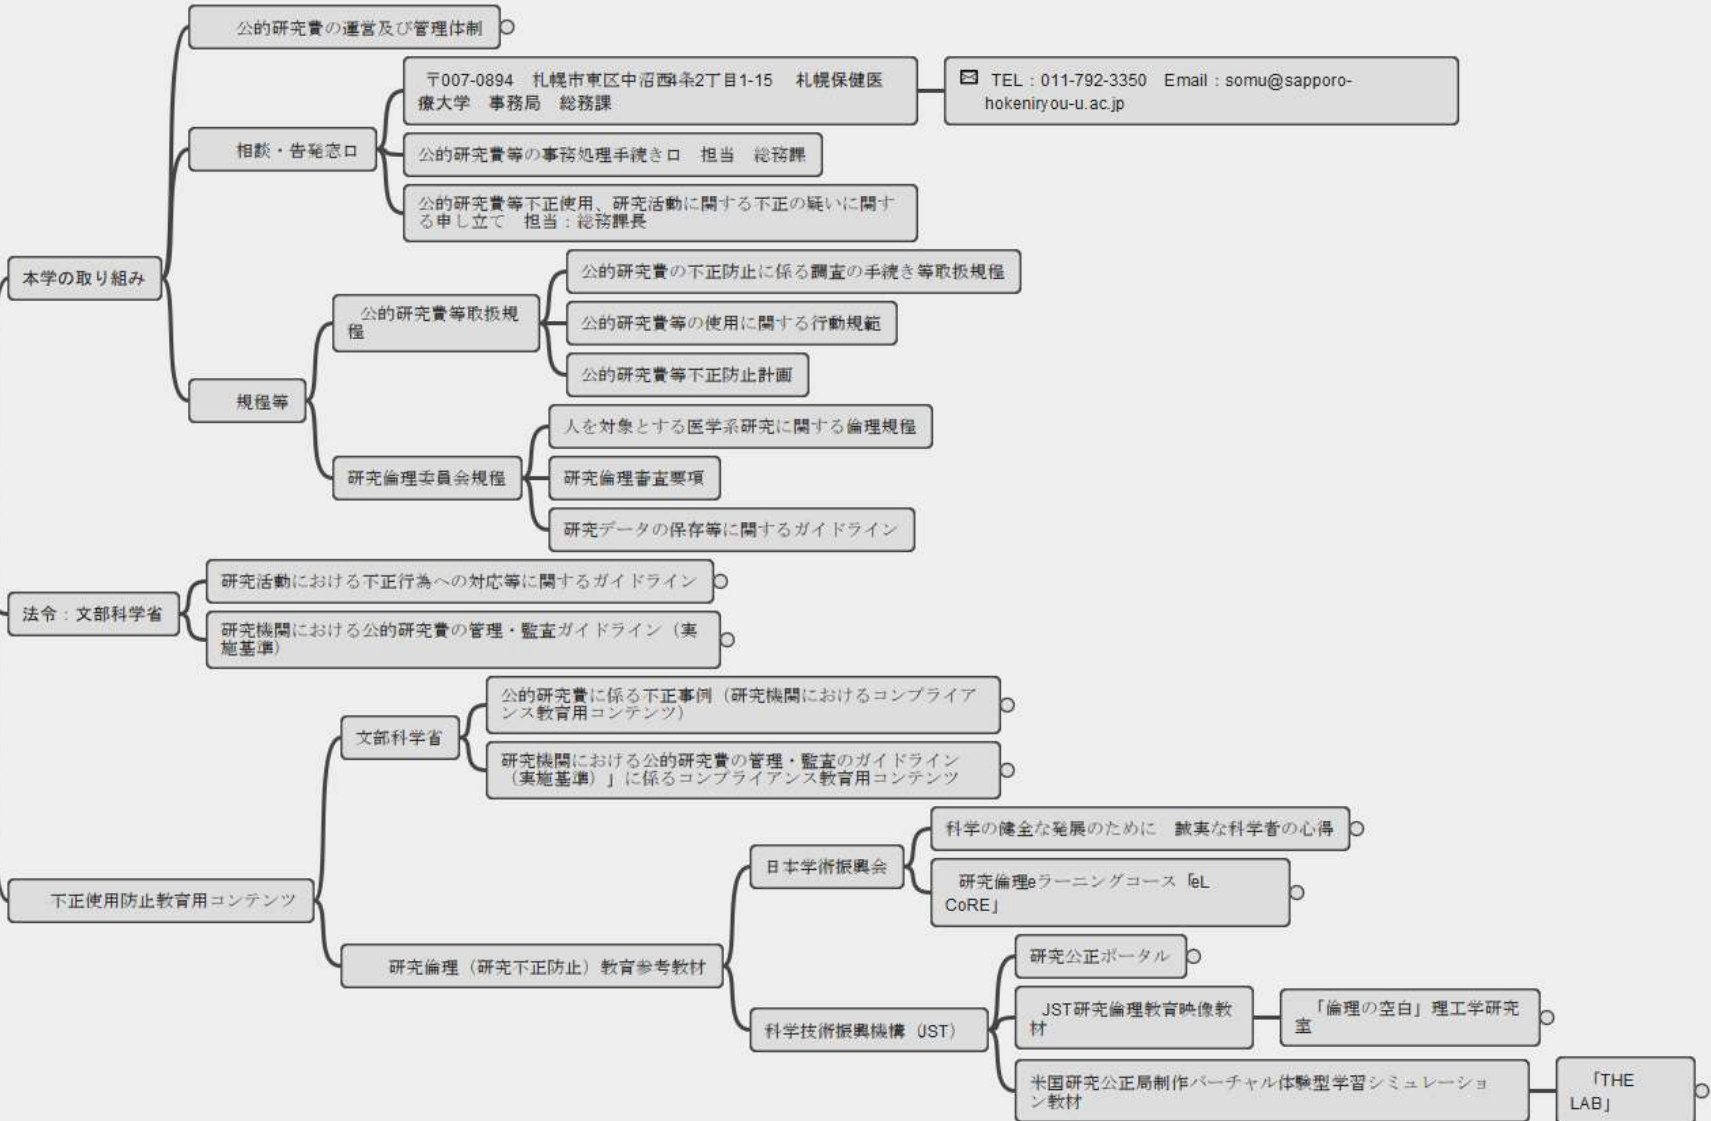 公的研究費の運営及び管理体制
〒007-0894　札幌市東区中沼西4条2丁目1-15　札幌保健医
療大学　事務局　総務課
TEL：011-792-3350　Email：somu@sapporo-
hokeniryou-u.ac.jp
相談・告発窓口
公的研究費等の事務処理手続き口　担当　総務課
公的研究費等不正使用、研究活動に関する不正の疑いに関す
る申し立て　担当：総務課長
本学の取り組み
公的研究費の不正防止に係る調査の手続き等取扱規程
公的研究費等取扱規
程
公的研究費等の使用に関する行動規範
公的研究費等不正防止計画
規程等
人を対象とする医学系研究に関する倫理規程
研究倫理委員会規程
研究倫理審査要項
研究データの保存等に関するガイドライン
法令：文部科学省
研究活動における不正行為への対応等に関するガイドライン
研究機関における公的研究費の管理・監査ガイドライン（実
施基準）
文部科学省
公的研究費に係る不正事例（研究機関におけるコンプライア
ンス教育用コンテンツ）
研究機関における公的研究費の管理・監査のガイドライン
（実施基準）」に係るコンプライアンス教育用コンテンツ
不正使用防止教育用コンテンツ
日本学術振興会
科学の健全な発展のために　誠実な科学者の心得
研究倫理eラーニングコース「eL
CoRE」
研究倫理（研究不正防止）教育参考教材
科学技術振興機構（JST）
研究公正ポータル
JST研究倫理教育映像教
材
「倫理の空白」理工学研究
室
米国研究公正局制作バーチャル体験型学習シミュレーショ
ン教材
「THE
LAB」